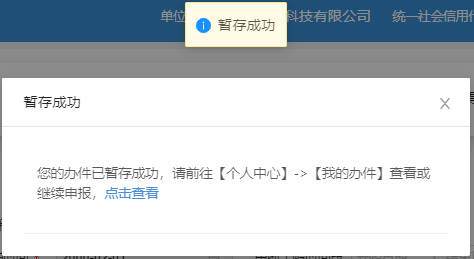 单位
科技有限公司
统一社会信用
暂存成功
暂存成功
您的办件已暂存成功，请前往【个人中心】->【我的办件】查看或
继续申报，点击查看